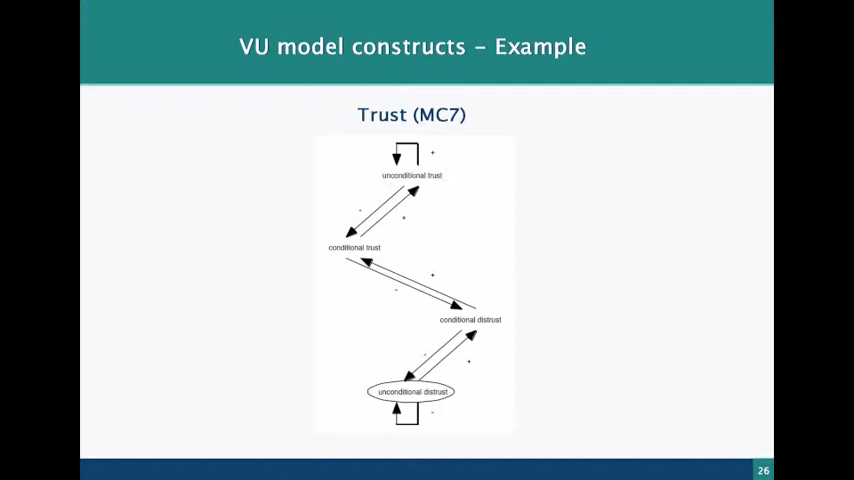 VU model constructs - Example
Trust (MC7)
+
unconditional trust
-
+
conditional trust
+
-
conditional distrust
-
+
unconditional distrust
-
26